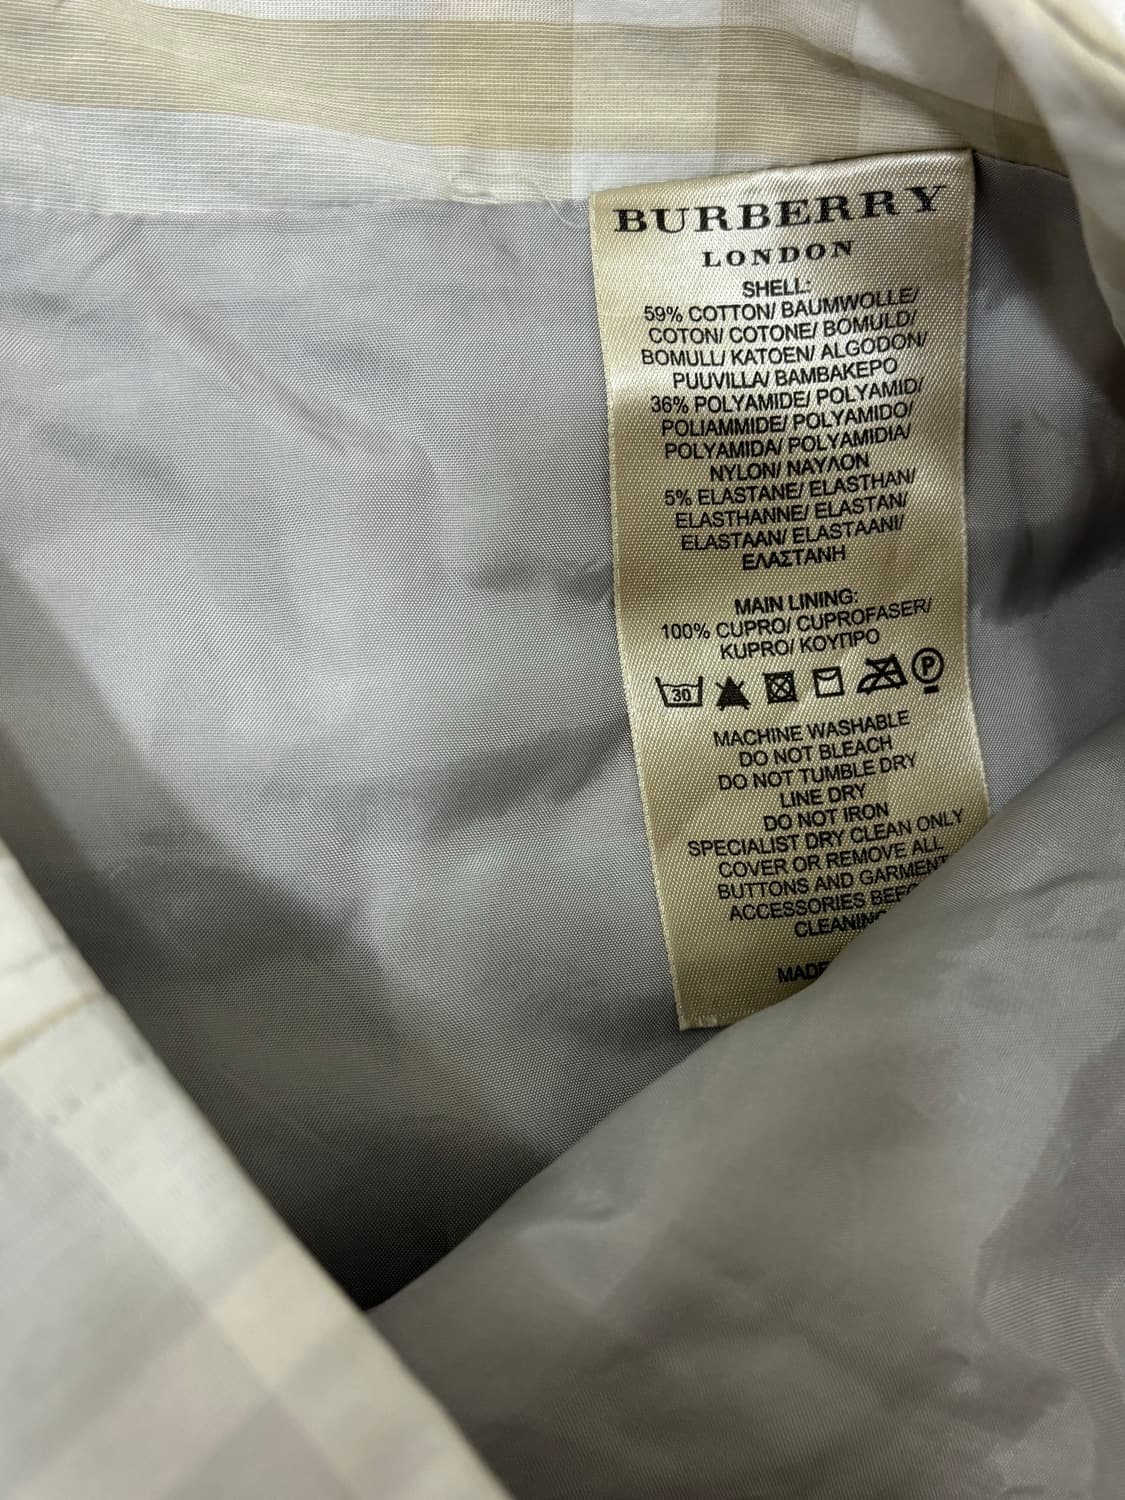 BURBERRY
LONDON
SHELL:
59% COTTON/ BAUMWOLLE/
COTON/ COTONE/ BOMULD/
BOMULL/ KATOEN/ ALGODON/
PUUVILLA/ ΒΑΜΒΑΚΕΡΟ
36% POLYAMIDE/ POLYAMID/
POLIAMMIDE/ POLYAMIDO/
POLYAMIDA/ POLYAMIDIA/
NYLON/ ΝΑΥΛΟΝ
5% ELASTANE/ ELASTHAN/
ELASTHANNE/ ELASTAN/
ELASTAAN/ ELASTAANI/
ΕΛΑΣΤΑΝΗ
MAIN LINING:
100% CUPRO/ CUPROFASER/
KUPRO/ ΚΟΥΠΡΟ
30 P
MACHINE WASHABLE
DO NOT BLEACH
DO NOT TUMBLE DRY
LINE DRY
DO NOT IRON
SPECIALIST DRY CLEAN ONLY
COVER OR REMOVE ALL
BUTTONS AND GARMENT
ACCESSORIES
CLEANING
MADE